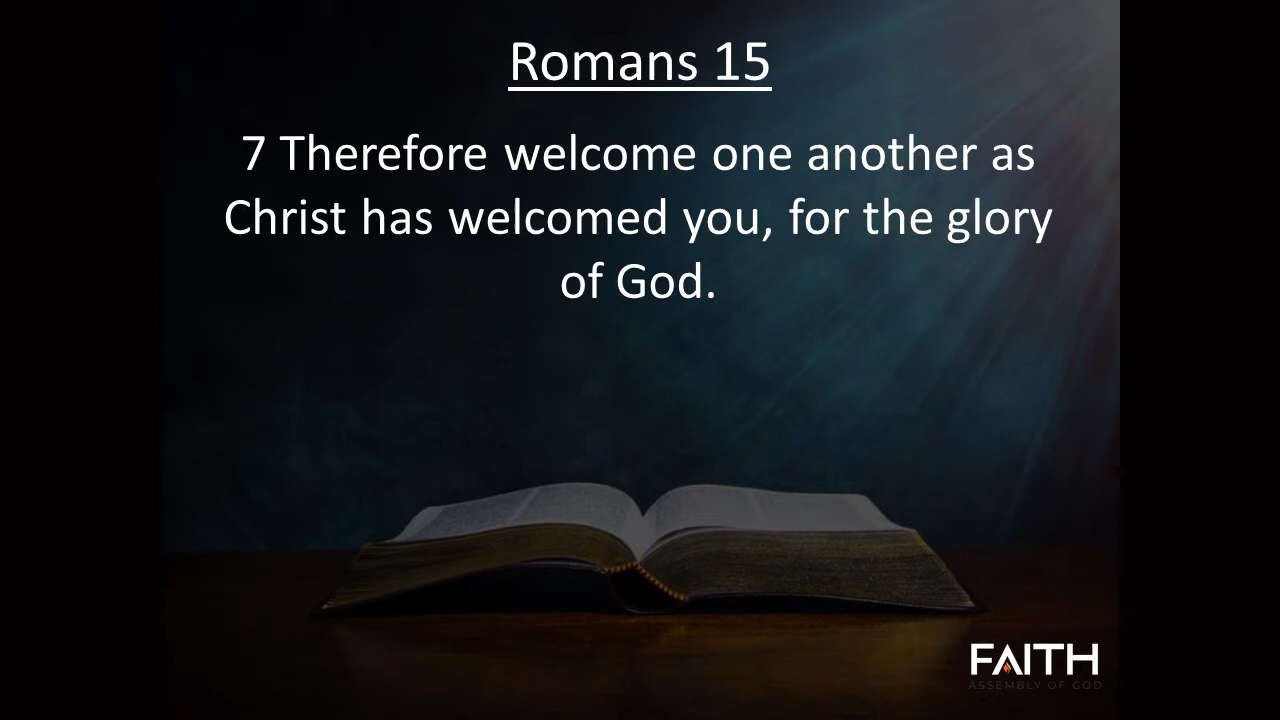 Romans 15
7 Therefore welcome one another as
Christ has welcomed you, for the glory
of God.
FAITH
ASSEMBLY OF GOD